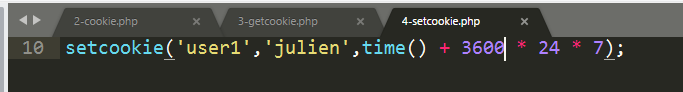 2-cookie.php × 3-getcookie.php × 4-setcookie.php ×
10 setcookie('user1','julien',time() + 3600 * 24 * 7);